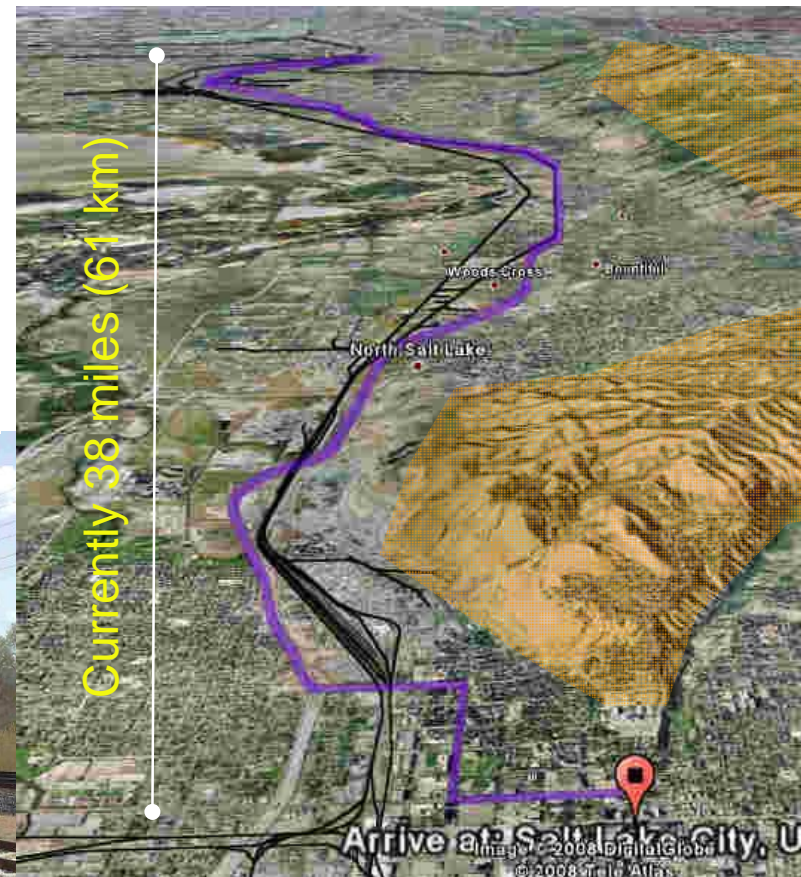 Currently 38 miles (61 km)
Woods Cross
Bountiful
North Salt Lake
Arrive at: Salt Lake City, U
Image © 2008 DigitalGlobe
© 2008 Tele Atlas